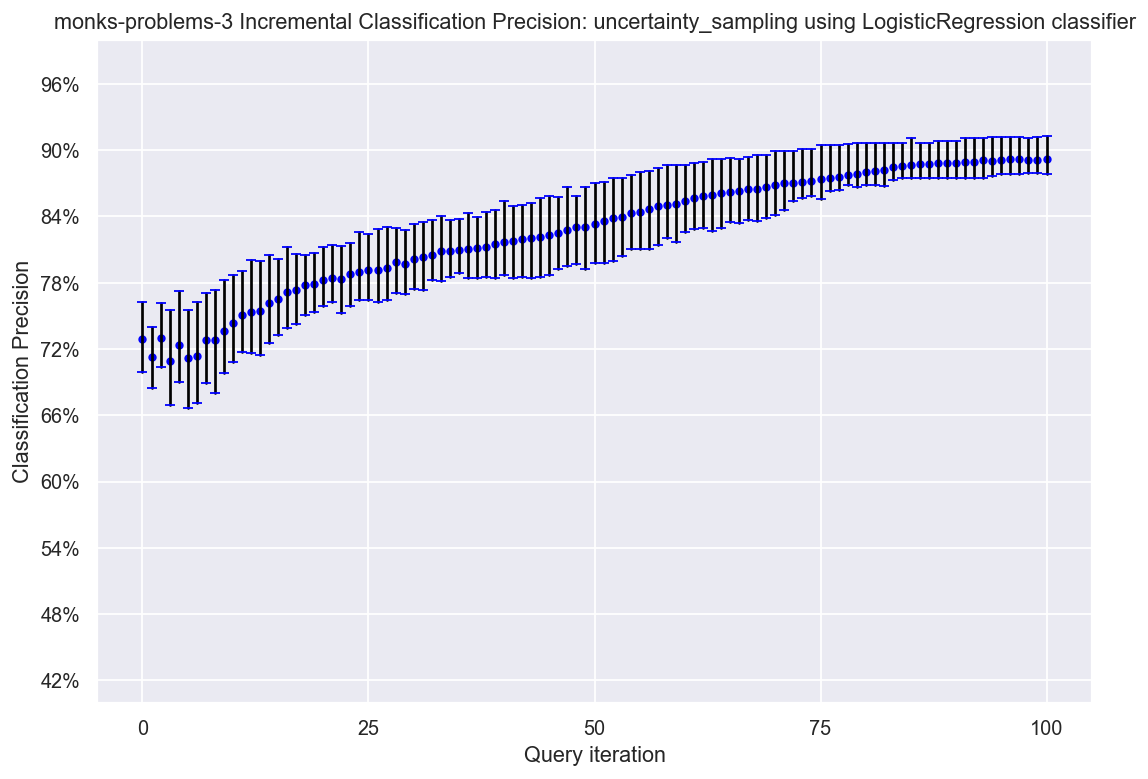 monks-problems-3 Incremental Classification Precision: uncertainty_sampling using LogisticRegression classifier
96%
90%
84%
78%
72%
66%
60%
54%
48%
42%
Classification Precision
0 25 50 75 100
Query iteration